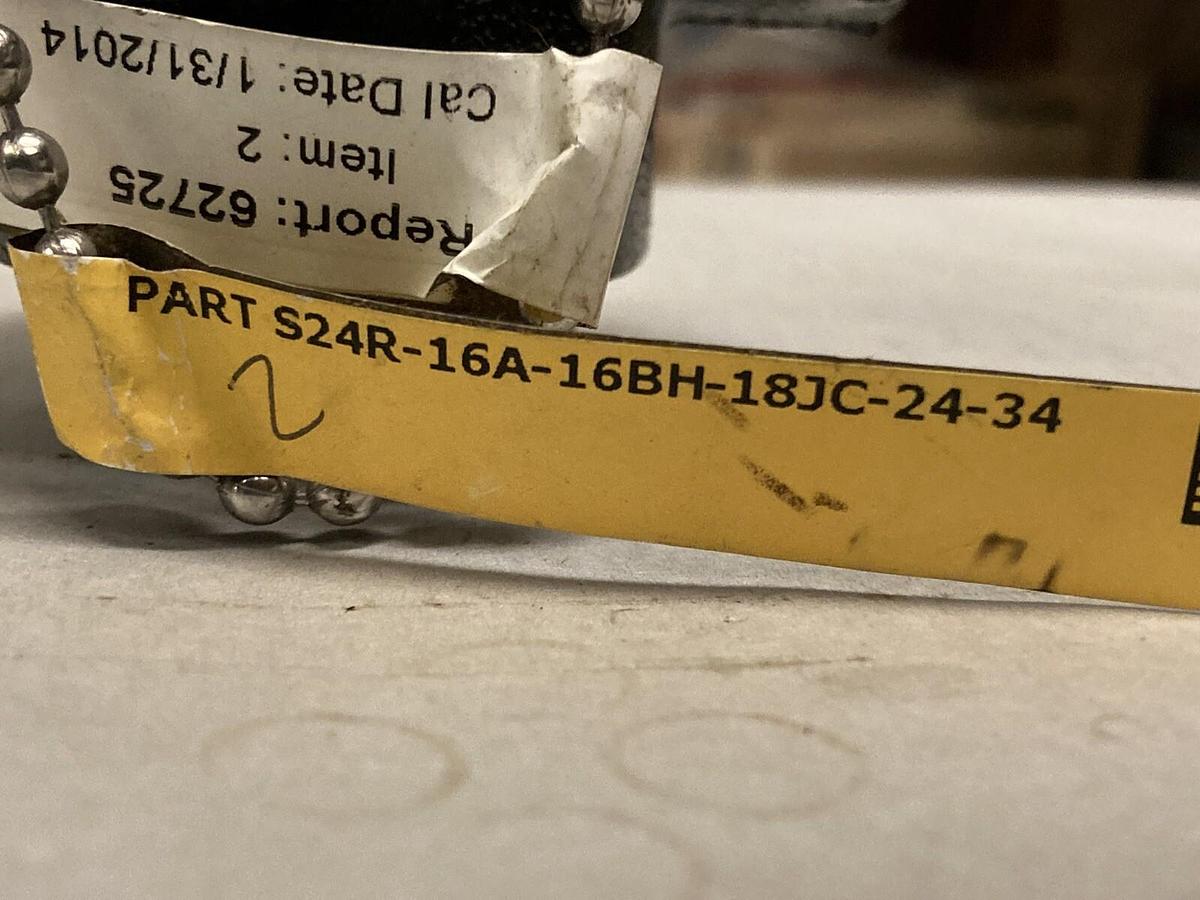 Report: 62725
Item: 2
Cal Date: 1/31/2014
PART S24R-16A-16BH-18JC-24-34
2